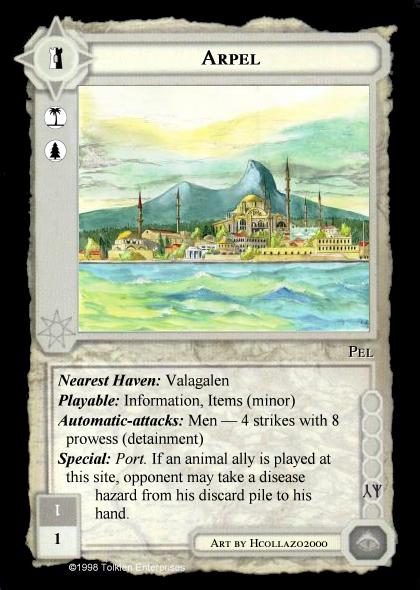 ARPEL
PEL
Nearest Haven: Valagalen
Playable: Information, Items (minor)
Automatic-attacks: Men — 4 strikes with 8
prowess (detainment)
Special: Port. If an animal ally is played at
this site, opponent may take a disease
hazard from his discard pile to his
hand.
1
1
ART BY HCOLLAZO2000
©1998 Tolkien Enterprises